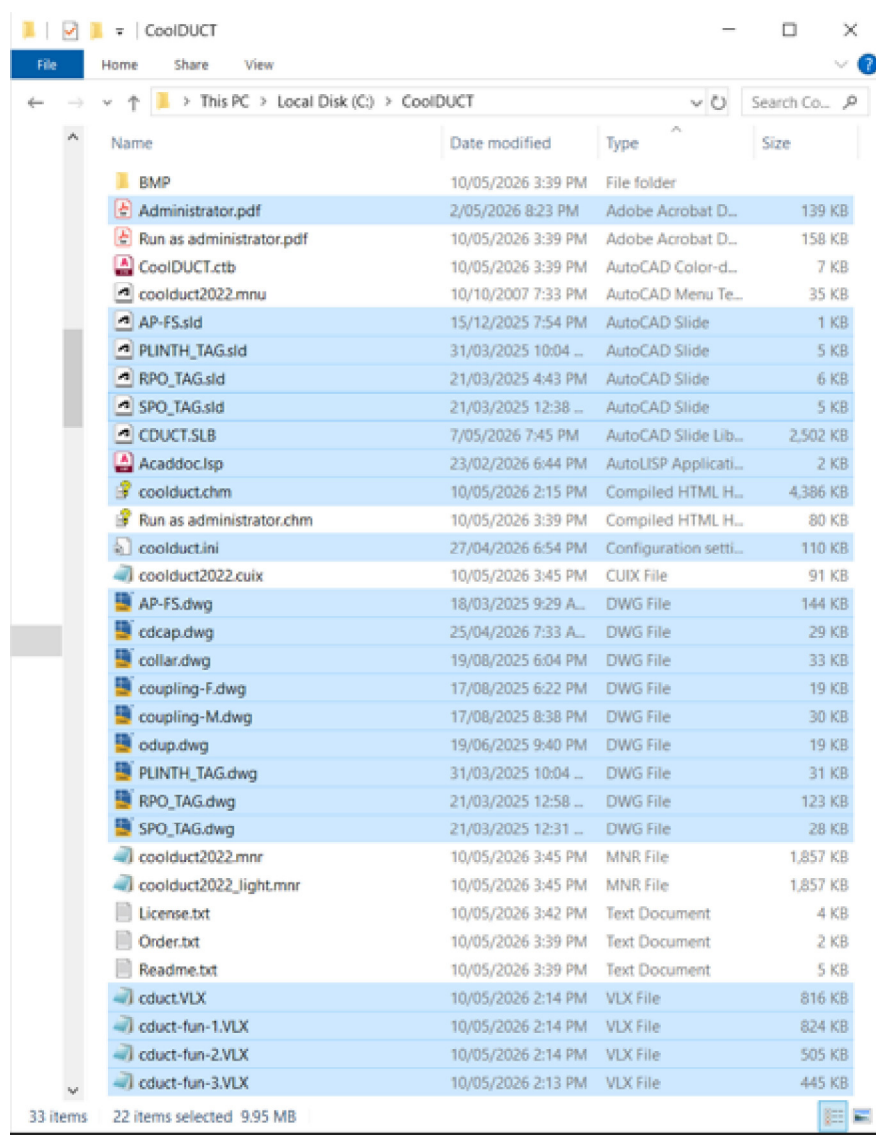 CoolDUCT
File Home Share View
This PC > Local Disk (C:) > CoolDUCT Search Co...
Name Date modified Type Size
BMP 10/05/2026 3:39 PM File folder
Administrator.pdf 2/05/2026 8:23 PM Adobe Acrobat D... 139 KB
Run as administrator.pdf 10/05/2026 3:39 PM Adobe Acrobat D... 158 KB
CoolDUCT.ctb 10/05/2026 3:39 PM AutoCAD Color-d... 7 KB
coolduct2022.mnu 10/10/2007 7:33 PM AutoCAD Menu Te... 35 KB
AP-FS.sld 15/12/2025 7:54 PM AutoCAD Slide 1 KB
PLINTH_TAG.sld 31/03/2025 10:04 ... AutoCAD Slide 5 KB
RPO_TAG.sld 21/03/2025 4:43 PM AutoCAD Slide 6 KB
SPO_TAG.sld 21/03/2025 12:38 ... AutoCAD Slide 5 KB
CDUCT.SLB 7/05/2026 7:45 PM AutoCAD Slide Lib... 2,502 KB
Acaddoc.lsp 23/02/2026 6:44 PM AutoLISP Applicati... 2 KB
coolduct.chm 10/05/2026 2:15 PM Compiled HTML H... 4,386 KB
Run as administrator.chm 10/05/2026 3:39 PM Compiled HTML H... 80 KB
coolduct.ini 27/04/2026 6:54 PM Configuration setti... 110 KB
coolduct2022.cuix 10/05/2026 3:45 PM CUIX File 91 KB
AP-FS.dwg 18/03/2025 9:29 A... DWG File 144 KB
cdcap.dwg 25/04/2026 7:33 A... DWG File 29 KB
collar.dwg 19/08/2025 6:04 PM DWG File 33 KB
coupling-F.dwg 17/08/2025 6:22 PM DWG File 19 KB
coupling-M.dwg 17/08/2025 8:38 PM DWG File 30 KB
odup.dwg 19/06/2025 9:40 PM DWG File 19 KB
PLINTH_TAG.dwg 31/03/2025 10:04 ... DWG File 31 KB
RPO_TAG.dwg 21/03/2025 12:58 ... DWG File 123 KB
SPO_TAG.dwg 21/03/2025 12:31 ... DWG File 28 KB
coolduct2022.mnr 10/05/2026 3:45 PM MNR File 1,857 KB
coolduct2022_light.mnr 10/05/2026 3:45 PM MNR File 1,857 KB
License.txt 10/05/2026 3:42 PM Text Document 4 KB
Order.txt 10/05/2026 3:39 PM Text Document 2 KB
Readme.txt 10/05/2026 3:39 PM Text Document 5 KB
cduct.VLX 10/05/2026 2:14 PM VLX File 816 KB
cduct-fun-1.VLX 10/05/2026 2:14 PM VLX File 824 KB
cduct-fun-2.VLX 10/05/2026 2:14 PM VLX File 505 KB
cduct-fun-3.VLX 10/05/2026 2:13 PM VLX File 445 KB
33 items 22 items selected 9.95 MB